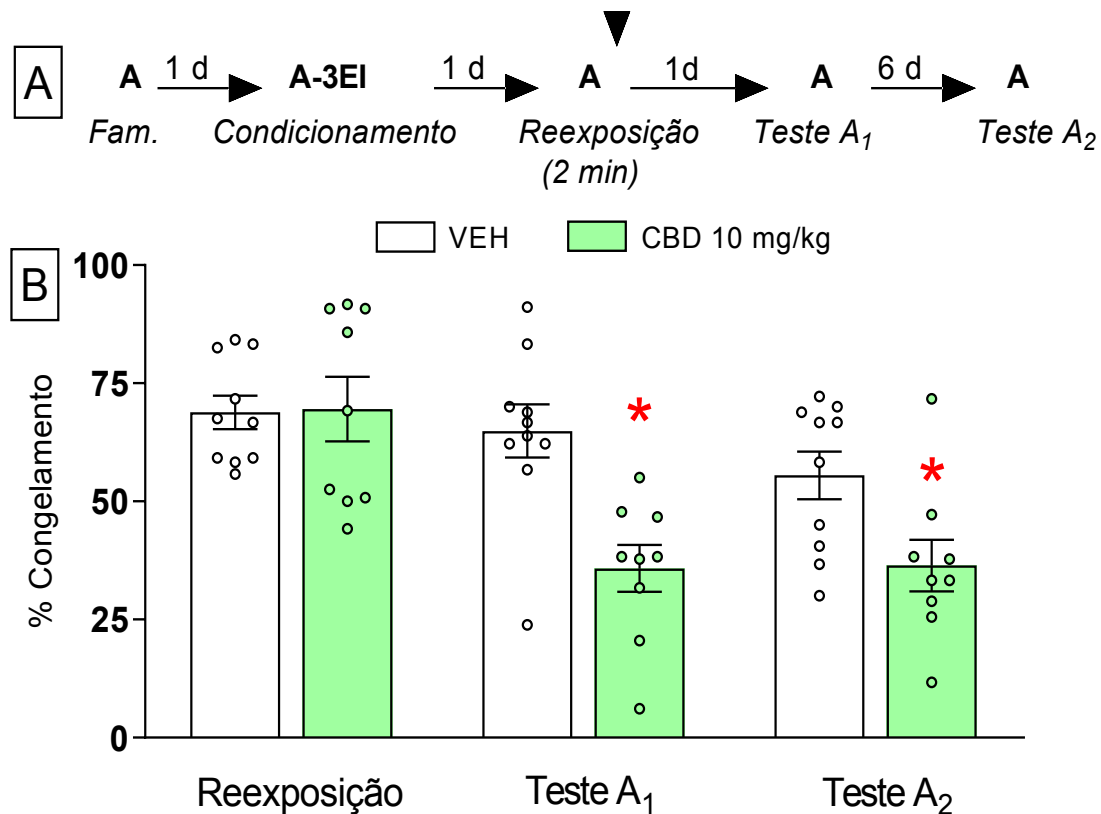 A
A 1 d A-3EI 1 d A 1d A 6 d A
Fam. Condicionamento Reexposição Teste A₁ Teste A₂
(2 min)
VEH CBD 10 mg/kg
B
% Congelamento
100
75
50
25
0
* *
Reexposição Teste A₁ Teste A₂